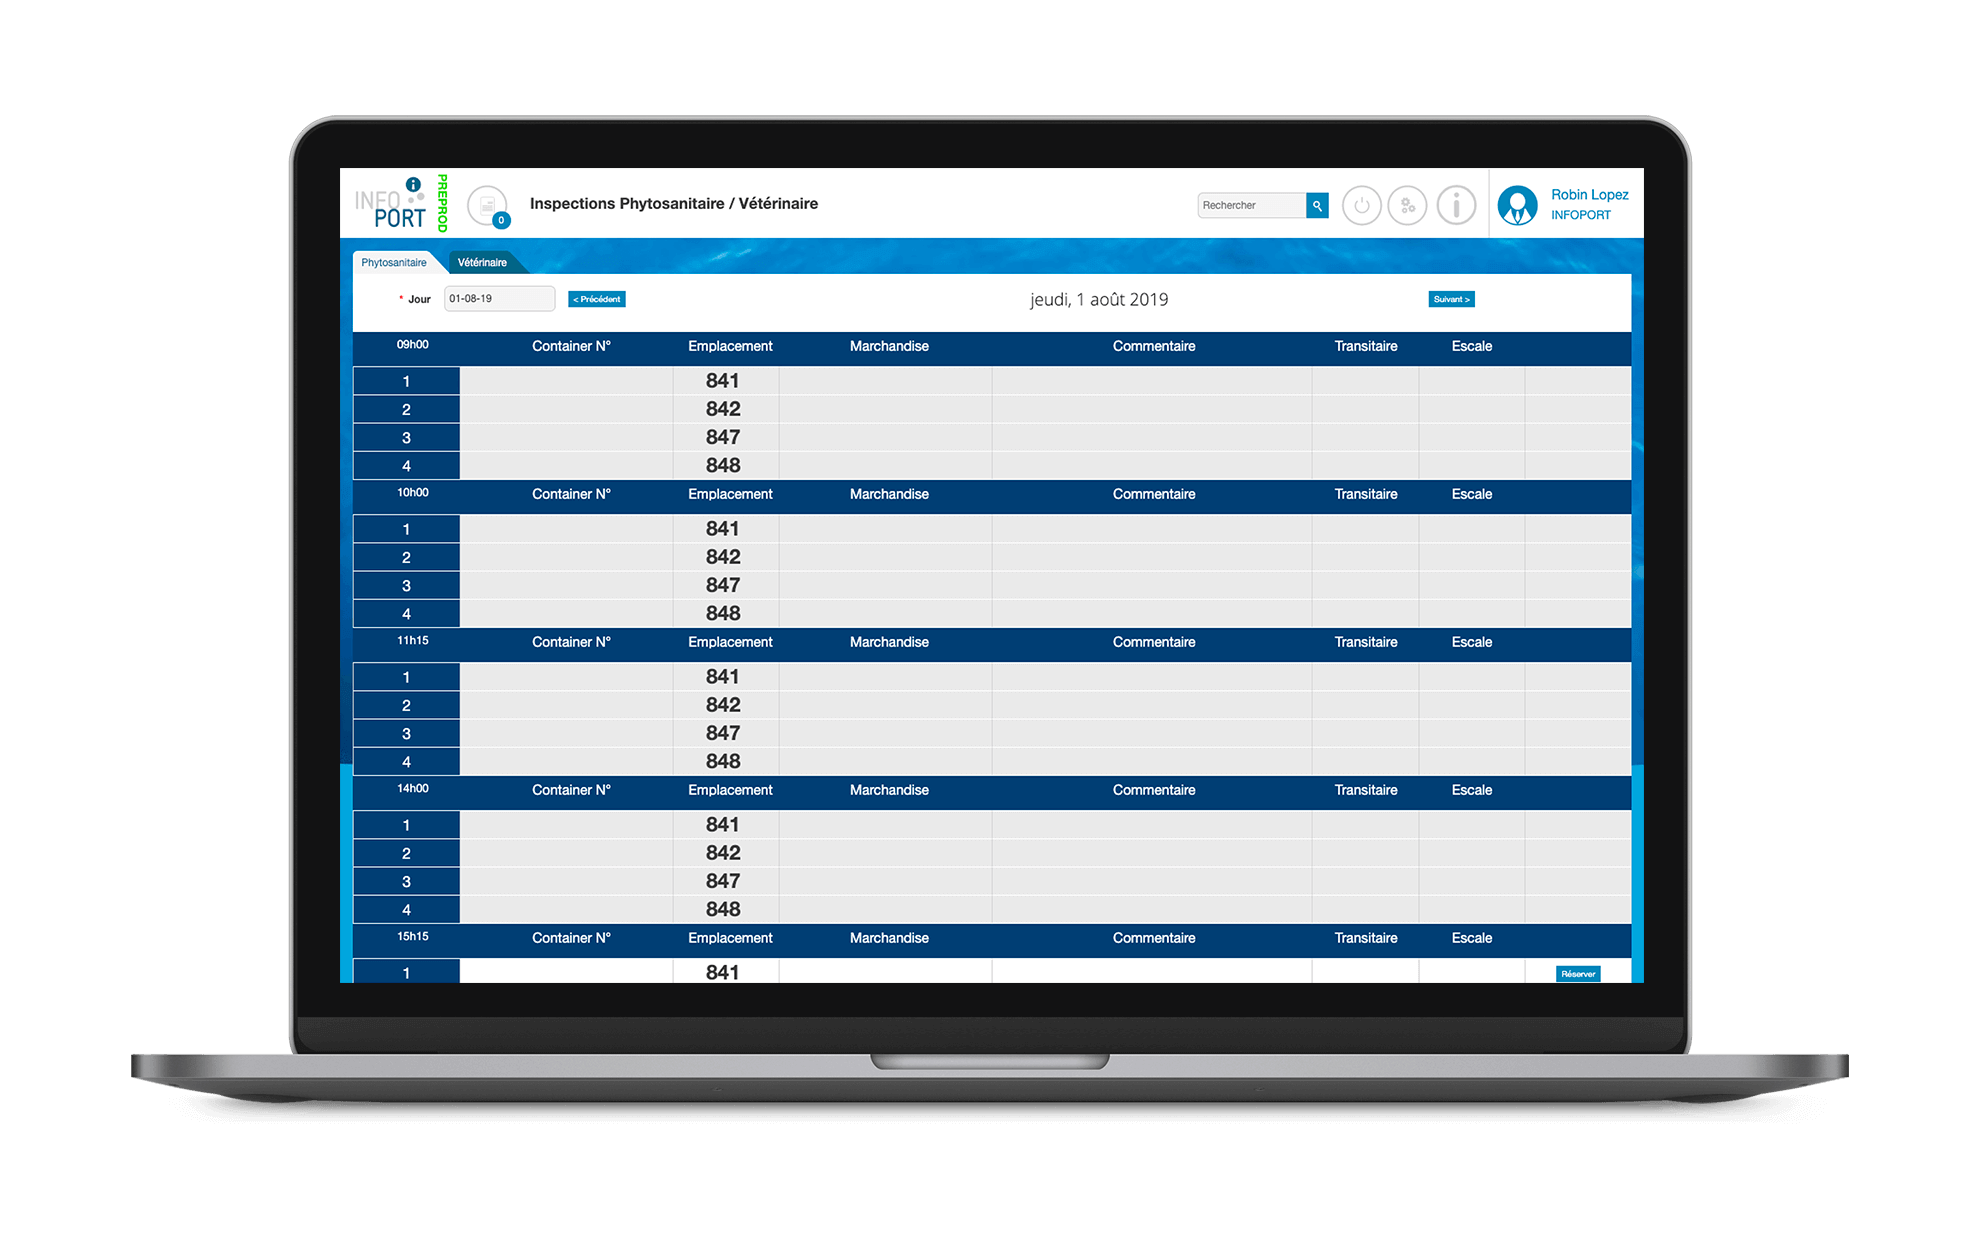 INFO
PORT
PREPROD
0
Inspections Phytosanitaire / Vétérinaire
Rechercher
Robin Lopez
INFOPORT
Phytosanitaire Vétérinaire
* Jour 01-08-19 < Précédent jeudi, 1 août 2019 Suivant >
09h00 Container N° Emplacement Marchandise Commentaire Transitaire Escale
1 841
2 842
3 847
4 848
10h00 Container N° Emplacement Marchandise Commentaire Transitaire Escale
1 841
2 842
3 847
4 848
11h15 Container N° Emplacement Marchandise Commentaire Transitaire Escale
1 841
2 842
3 847
4 848
14h00 Container N° Emplacement Marchandise Commentaire Transitaire Escale
1 841
2 842
3 847
4 848
15h15 Container N° Emplacement Marchandise Commentaire Transitaire Escale
1 841 Réserver